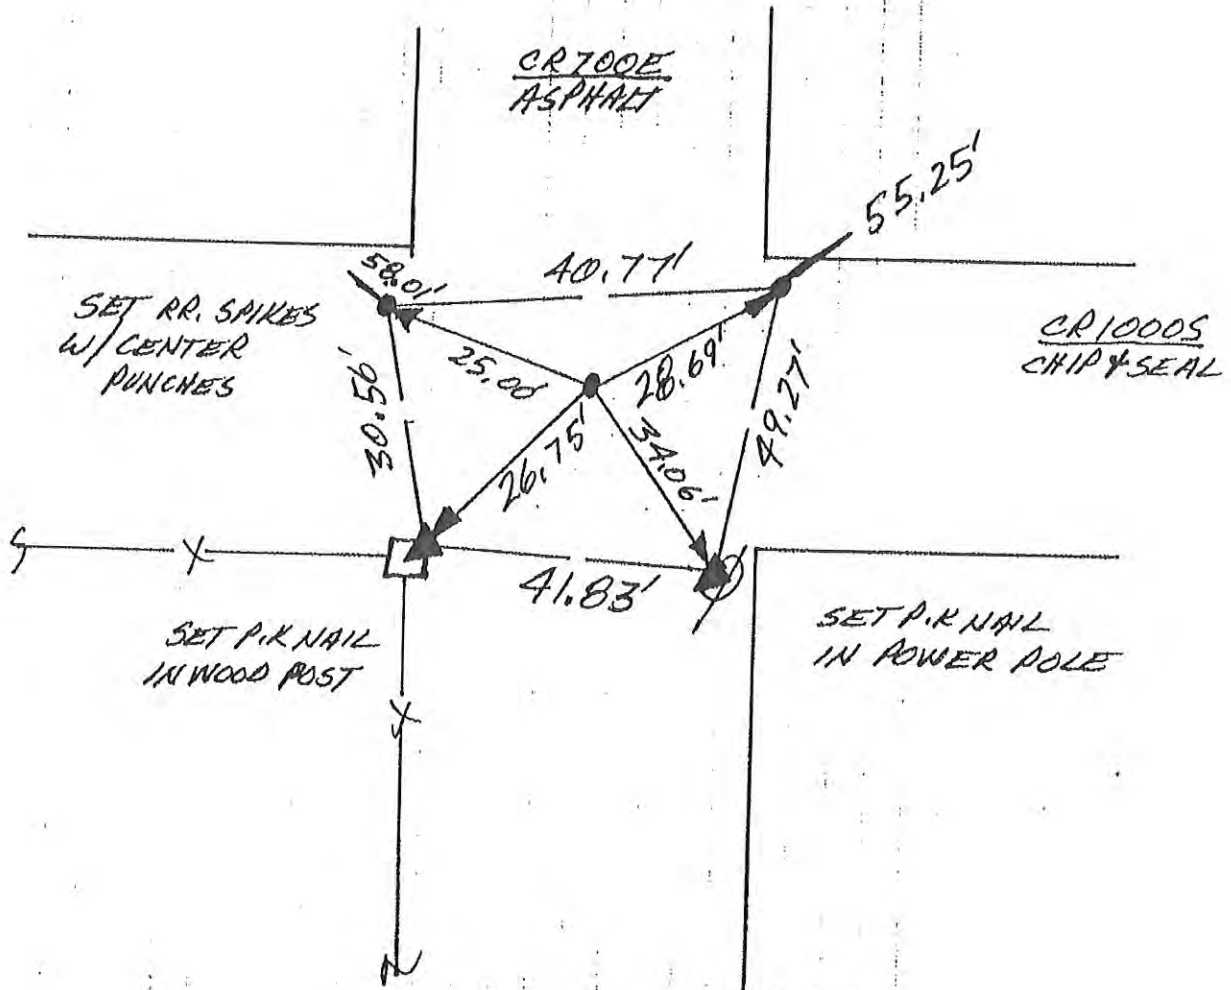 CR700E
ASPHALT
55.25'
58.01'
40.77'
SET RR. SPIKES
W/ CENTER
PUNCHES
CR1000S
CHIP & SEAL
25.00'
28.69'
30.56'
26.75'
34.06'
49.27'
X
41.83'
SET P.K NAIL
IN WOOD POST
SET P.K NAIL
IN POWER POLE
X